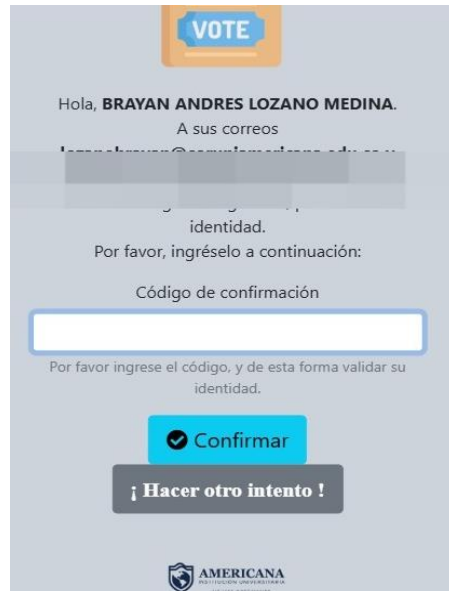 VOTE
Hola, BRAYAN ANDRES LOZANO MEDINA.
A sus correos
identidad.
Por favor, ingréselo a continuación:
Código de confirmación
Por favor ingrese el código, y de esta forma validar su
identidad.
Confirmar
¡ Hacer otro intento !
AMERICANA